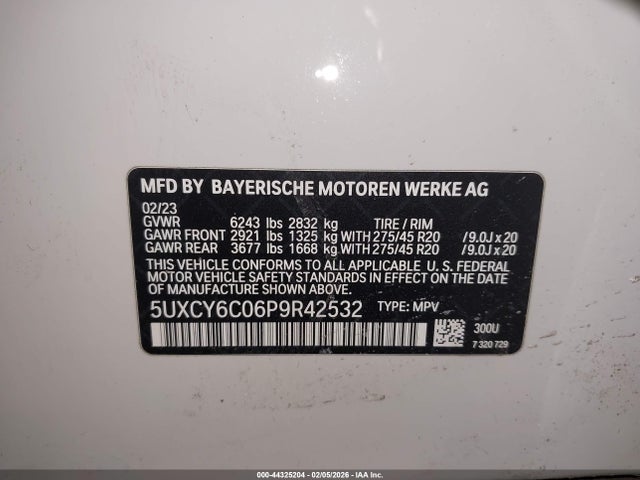 MFD BY BAYERISCHE MOTOREN WERKE AG
02/23
GVWR 6243 lbs 2832 kg TIRE / RIM
GAWR FRONT 2921 lbs 1325 kg WITH 275/45 R20 /9.0J x 20
GAWR REAR 3677 lbs 1668 kg WITH 275/45 R20 /9.0J x 20
THIS VEHICLE CONFORMS TO ALL APPLICABLE U. S. FEDERAL
MOTOR VEHICLE SAFETY STANDARDS IN EFFECT ON THE DATE
OF MANUFACTURE SHOWN ABOVE.
5UXCY6C06P9R42532 TYPE: MPV
300U
7 320 729
000-44325204 - 02/05/2026 - IAA Inc.